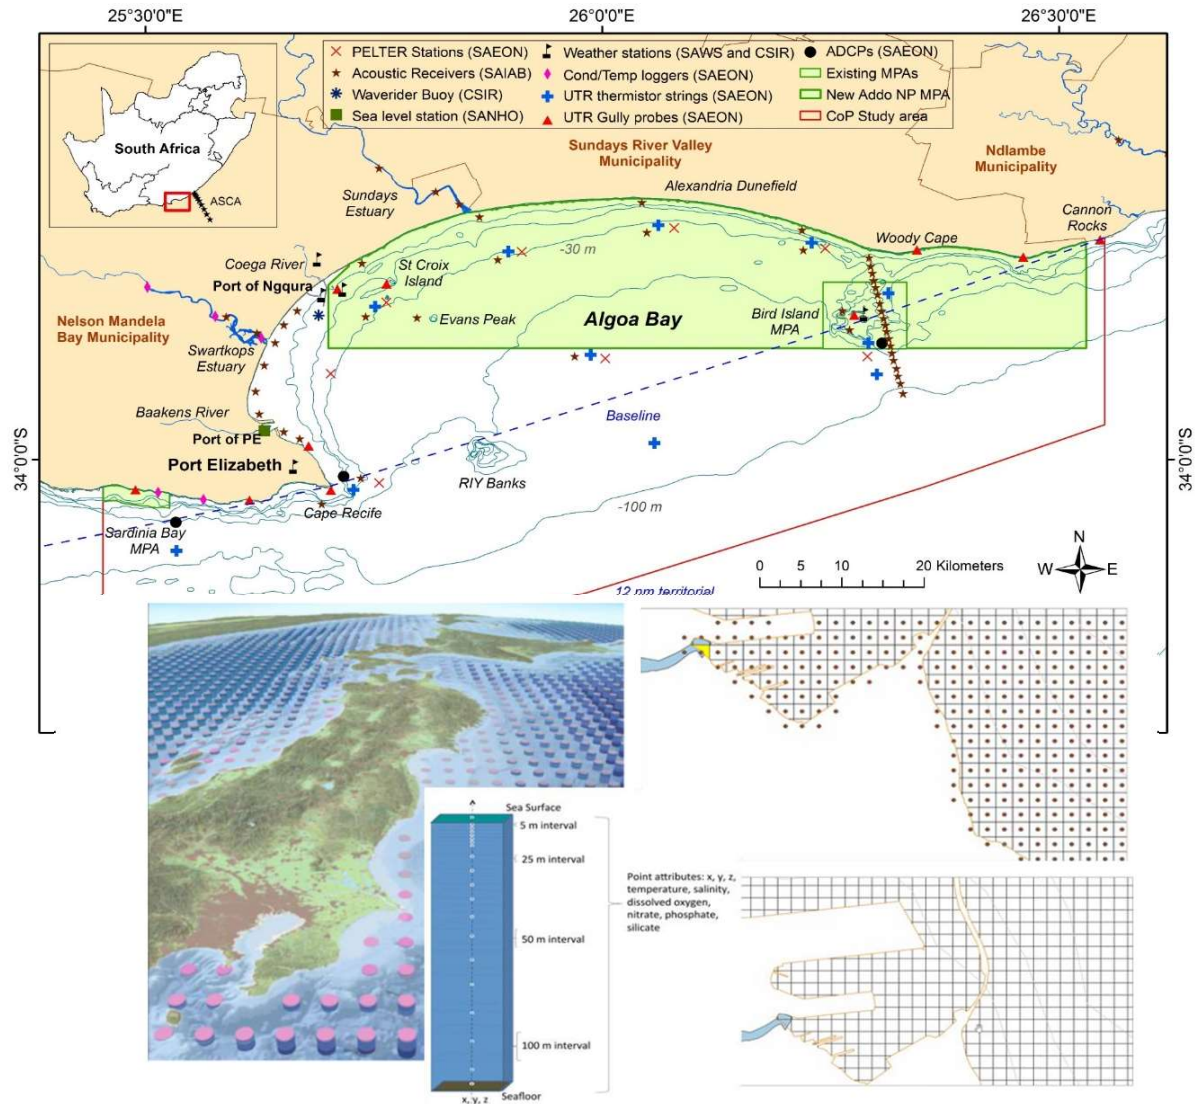 25°30'0"E
26°0'0"E
26°30'0"E
South Africa
ASCA
PELTER Stations (SAEON)
Acoustic Receivers (SAIAB)
Waverider Buoy (CSIR)
Sea level station (SANHO)
Weather stations (SAWS and CSIR)
Cond/Temp loggers (SAEON)
UTR thermistor strings (SAEON)
UTR Gully probes (SAEON)
ADCPs (SAEON)
Existing MPAs
New Addo NP MPA
CoP Study area
Sundays River Valley
Municipality
Ndlambe
Municipality
Sundays
Estuary
Alexandria Dunefield
Cannon
Rocks
Woody Cape
-30 m
Coega River
St Croix
Island
Port of Ngqura
Nelson Mandela
Bay Municipality
Evans Peak
Algoa Bay
Bird Island
MPA
Swartkops
Estuary
Baakens River
Baseline
Port of PE
Port Elizabeth
RIY Banks
34°0'0"S
34°0'0"S
-100 m
Cape Recife
Sardinia Bay
MPA
N
W
E
S
0 5 10 20 Kilometers
12 nm territorial
Sea Surface
5 m interval
25 m interval
50 m interval
100 m interval
Seafloor
x, y, z
Point attributes: x, y, z,
temperature, salinity,
dissolved oxygen,
nitrate, phosphate,
silicate